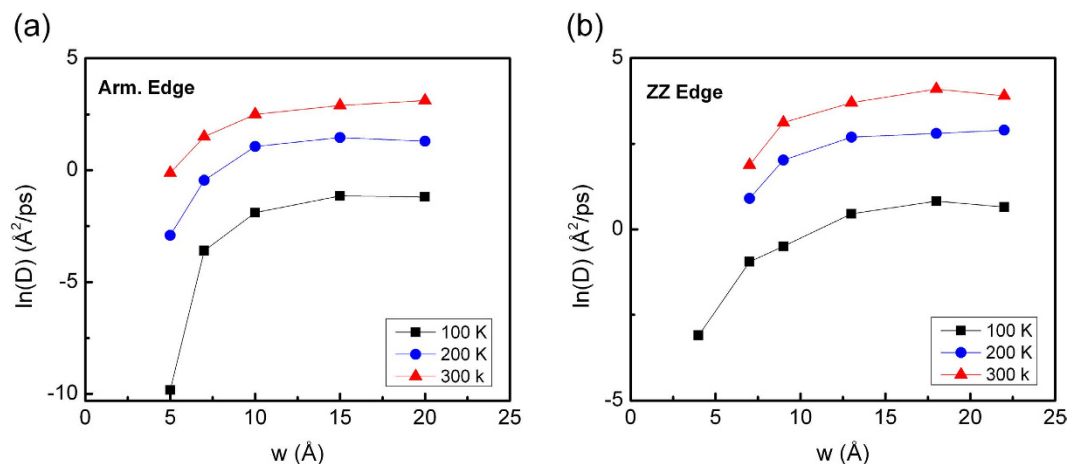 (a)
Arm. Edge
ln(D) (Å²/ps)
5
0
-5
-10
0 5 10 15 20 25
w (Å)
100 K
200 K
300 k
(b)
ZZ Edge
ln(D) (Å²/ps)
5
0
-5
0 5 10 15 20 25
w (Å)
100 K
200 K
300 k